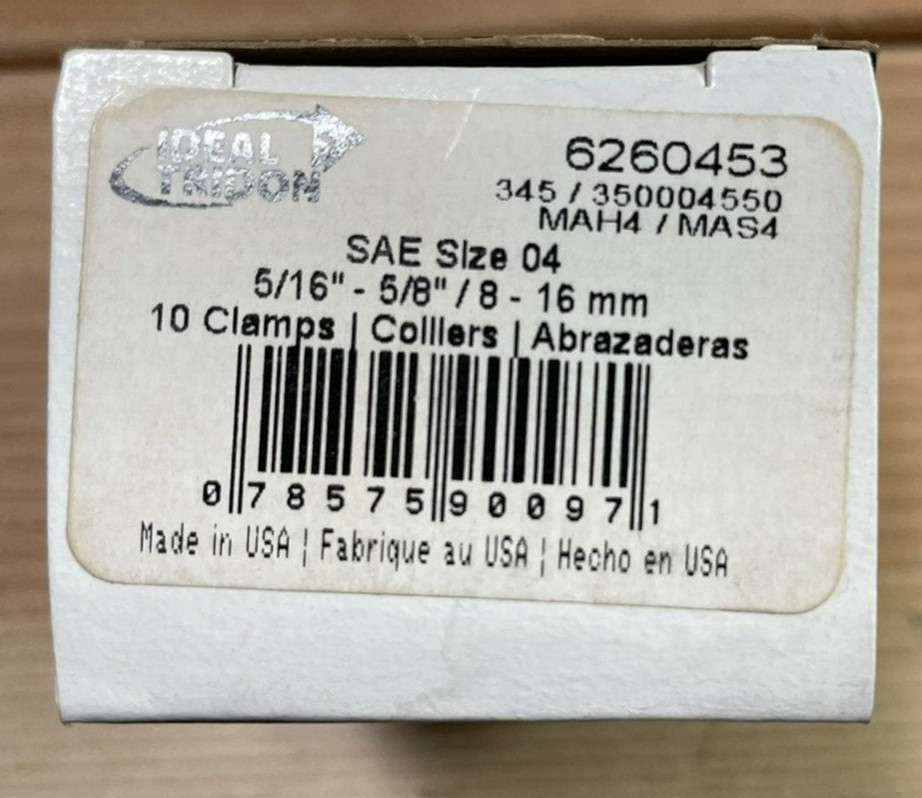 IDEAL
TRIDON
6260453
345 / 350004550
MAH4 / MAS4
SAE Size 04
5/16" - 5/8" / 8 - 16 mm
10 Clamps | Colliers | Abrazaderas
0 78575 90097 1
Made in USA ¦ Fabrique au USA ¦ Hecho en USA